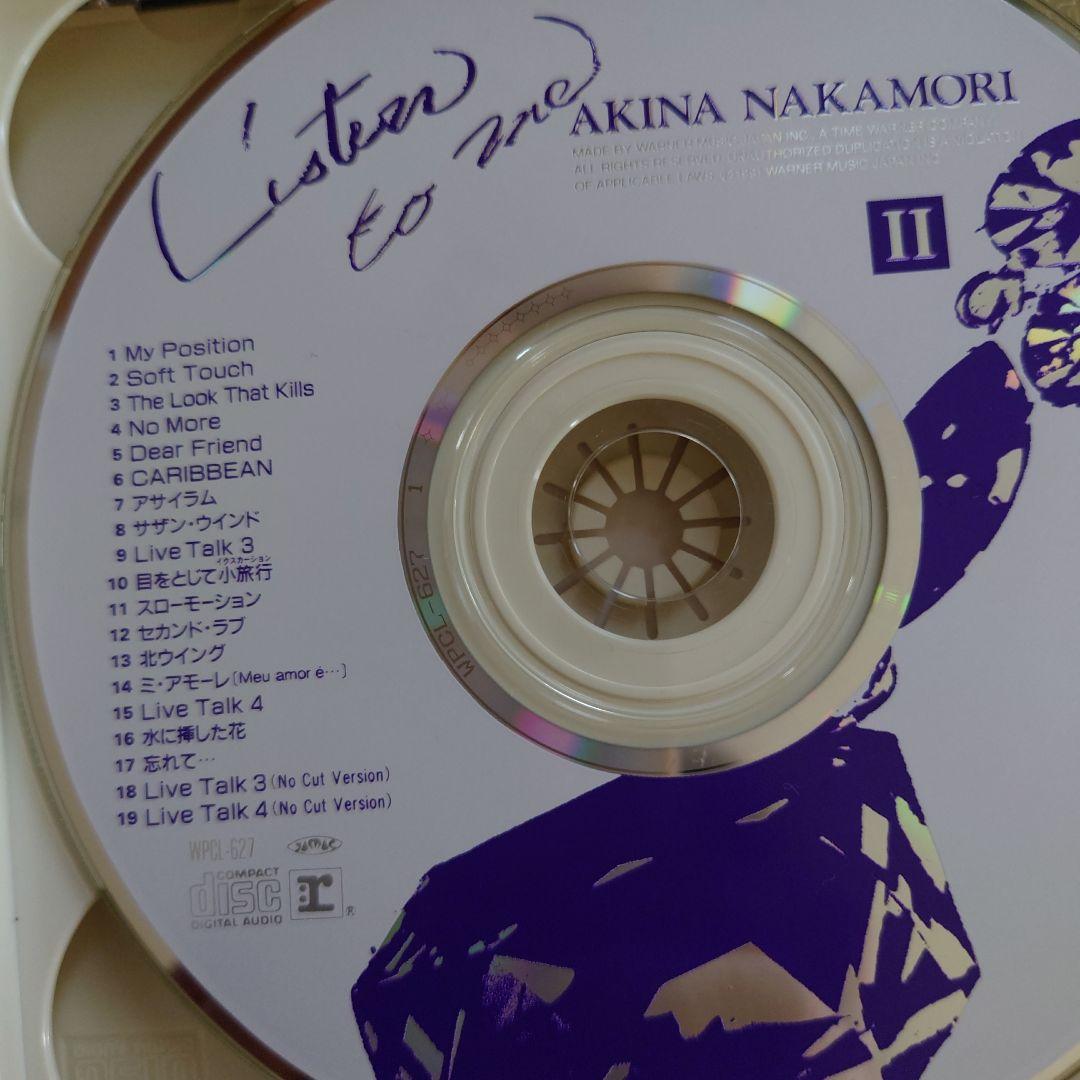 Listen
to me
AKINA NAKAMORI
MADE BY WARNER MUSIC JAPAN INC., A TIME WARNER COMPANY.
ALL RIGHTS RESERVED. UNAUTHORIZED DUPLICATION IS A VIOLATION
OF APPLICABLE LAWS. WARNER MUSIC JAPAN INC.
II
1 My Position
2 Soft Touch
3 The Look That Kills
4 No More
5 Dear Friend
6 CARIBBEAN
7 アサイラム
8 サザン・ウインド
9 Live Talk 3
イクスカーション
10 目をとじて小旅行
11 スローモーション
12 セカンド・ラブ
13 北ウイング
14 ミ・アモーレ〔Meu amor é…〕
15 Live Talk 4
16 水に挿した花
17 忘れて…
18 Live Talk 3 (No Cut Version)
19 Live Talk 4 (No Cut Version)
WPCL-627
COMPACT
disc
DIGITAL AUDIO
r
®
WPCL-627 1